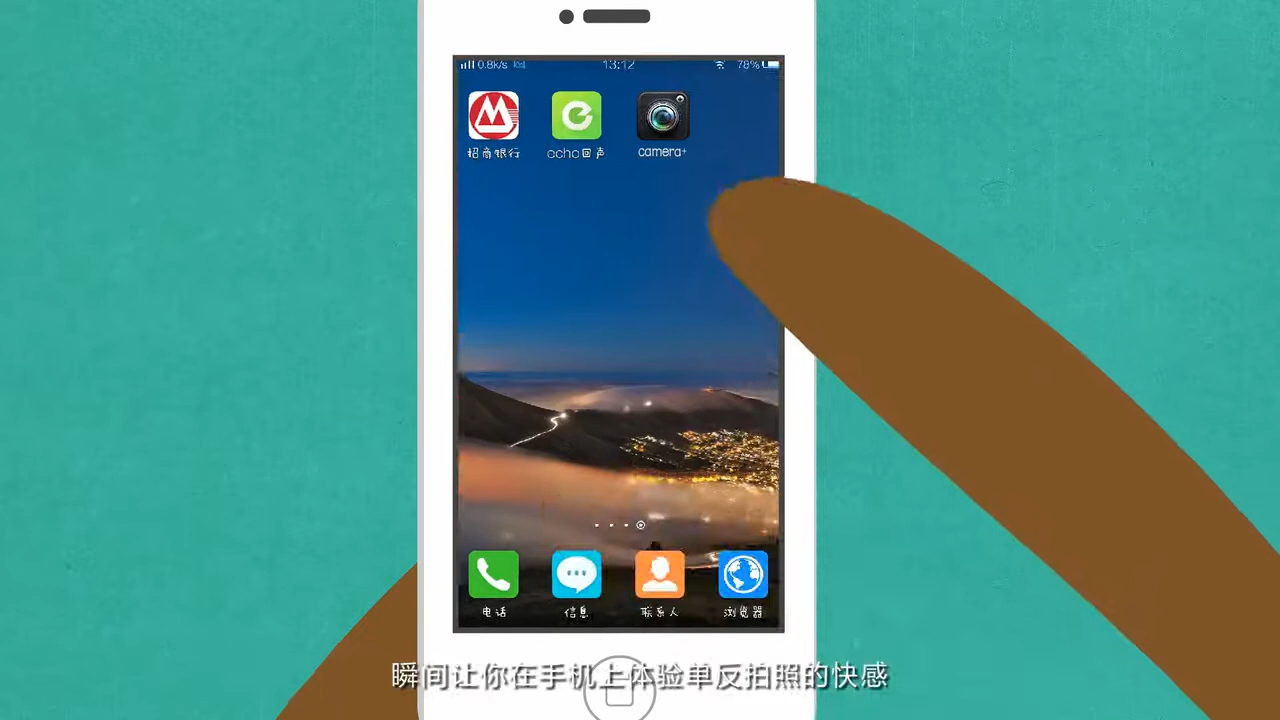 0.8k/s 13:12 78%
招商银行 echo回声 camera+
电话 信息 联系人 浏览器
瞬间让你在手机上体验单反拍照的快感